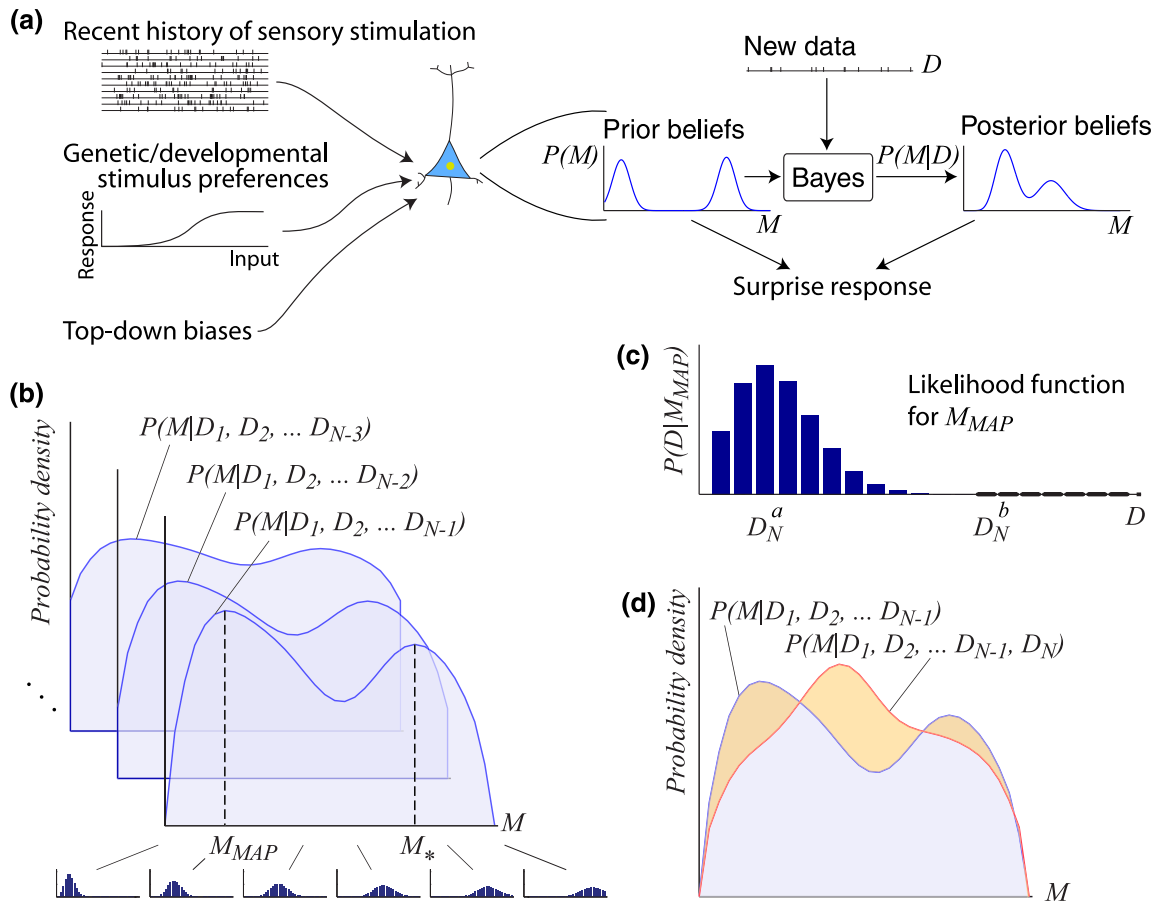 (a)
Recent history of sensory stimulation
New data
D
Genetic/developmental
stimulus preferences
Response
Input
Top-down biases
Prior beliefs
P(M)
M
Bayes
P(M|D)
Posterior beliefs
M
Surprise response
(b)
Probability density
P(M|D1, D2, ... DN-3)
P(M|D1, D2, ... DN-2)
P(M|D1, D2, ... DN-1)
. .
M
MMAP
M*
(c)
P(D|MMAP)
Likelihood function
for MMAP
DNa
DNb
D
(d)
Probability density
P(M|D1, D2, ... DN-1)
P(M|D1, D2, ... DN-1, DN)
M